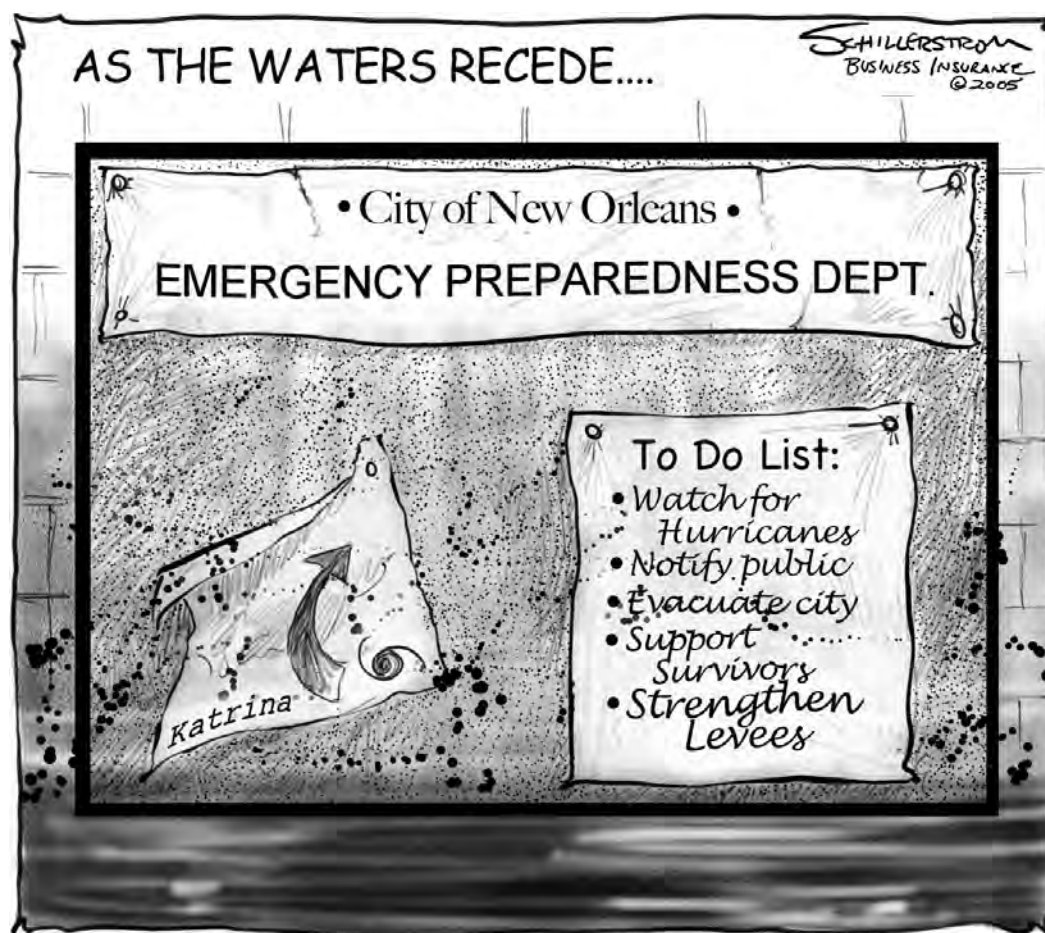 AS THE WATERS RECEDE....
SCHILLERSTROM
BUSINESS INSURANCE
©2005
• City of New Orleans •
EMERGENCY PREPAREDNESS DEPT.
To Do List:
• Watch for
Hurricanes
• Notify public
• Evacuate city
• Support
Survivors
• Strengthen
Levees
Katrina